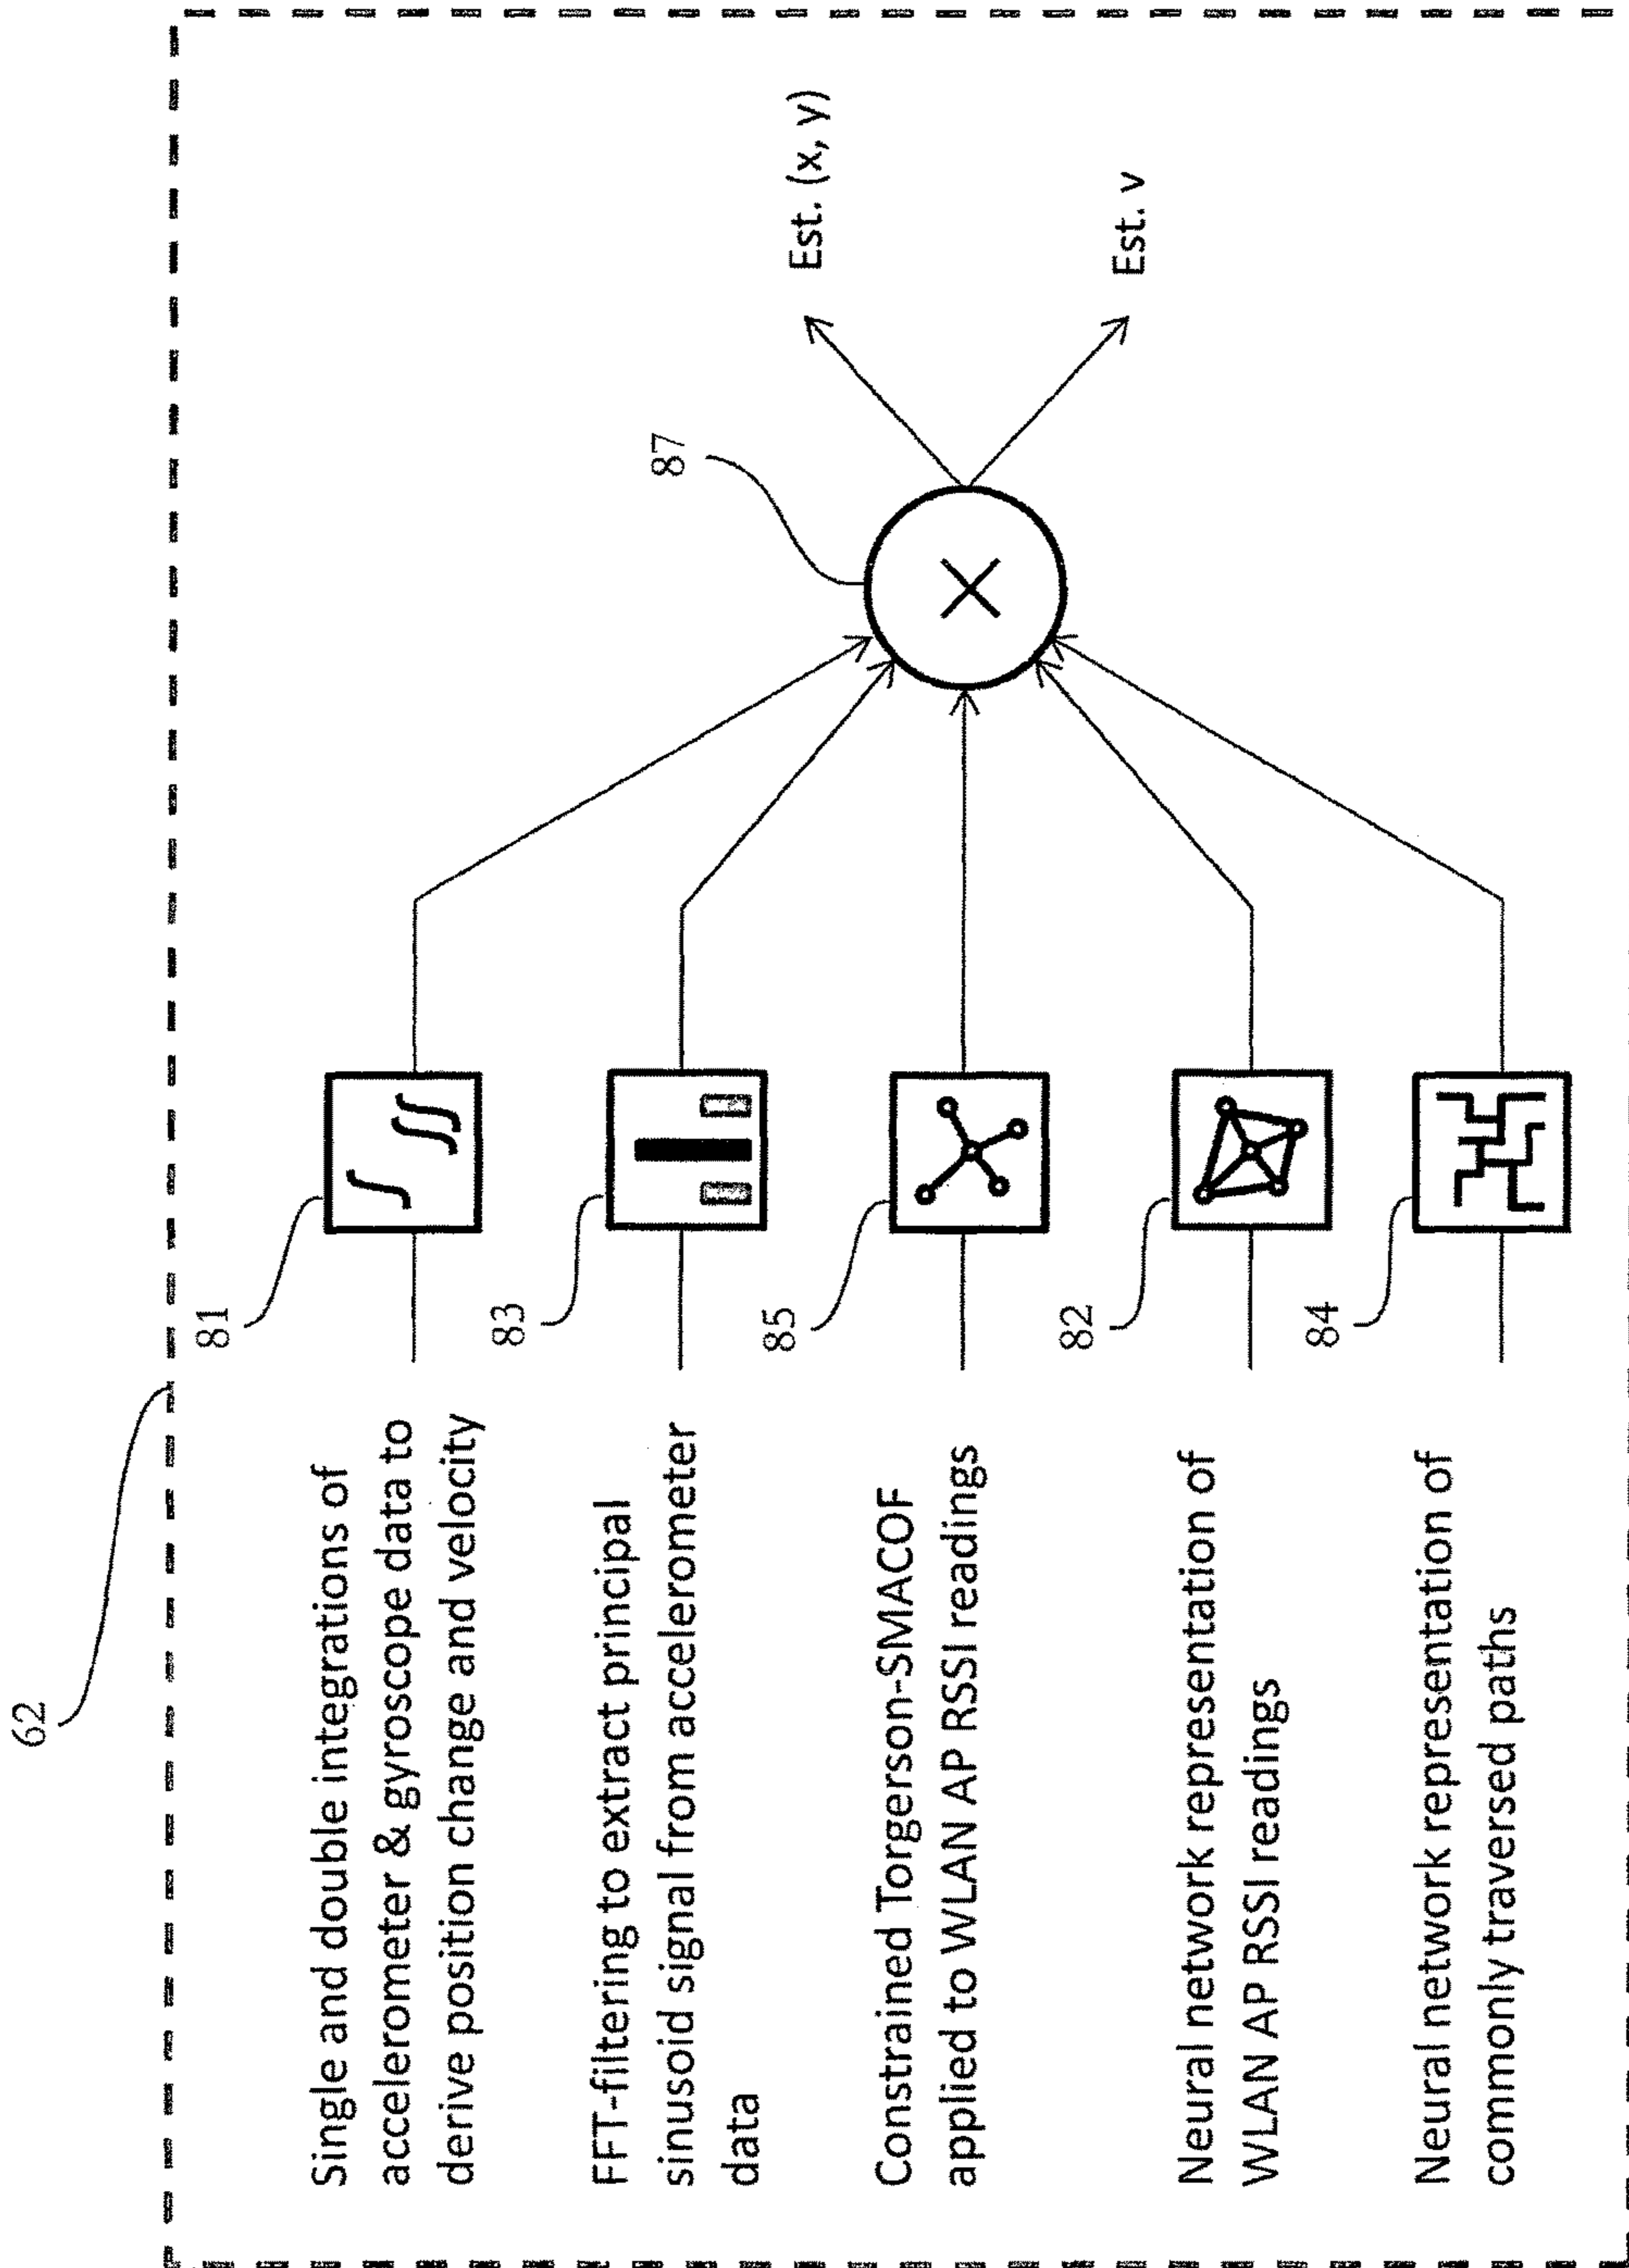 62
Single and double integrations of
accelerometer & gyroscope data to
derive position change and velocity
81
FFT-filtering to extract principal
sinusoid signal from accelerometer
data
83
Constrained Torgerson-SMACOF
applied to WLAN AP RSSI readings
85
Neural network representation of
WLAN AP RSSI readings
82
Neural network representation of
commonly traversed paths
84
87
Est. (x, y)
Est. v